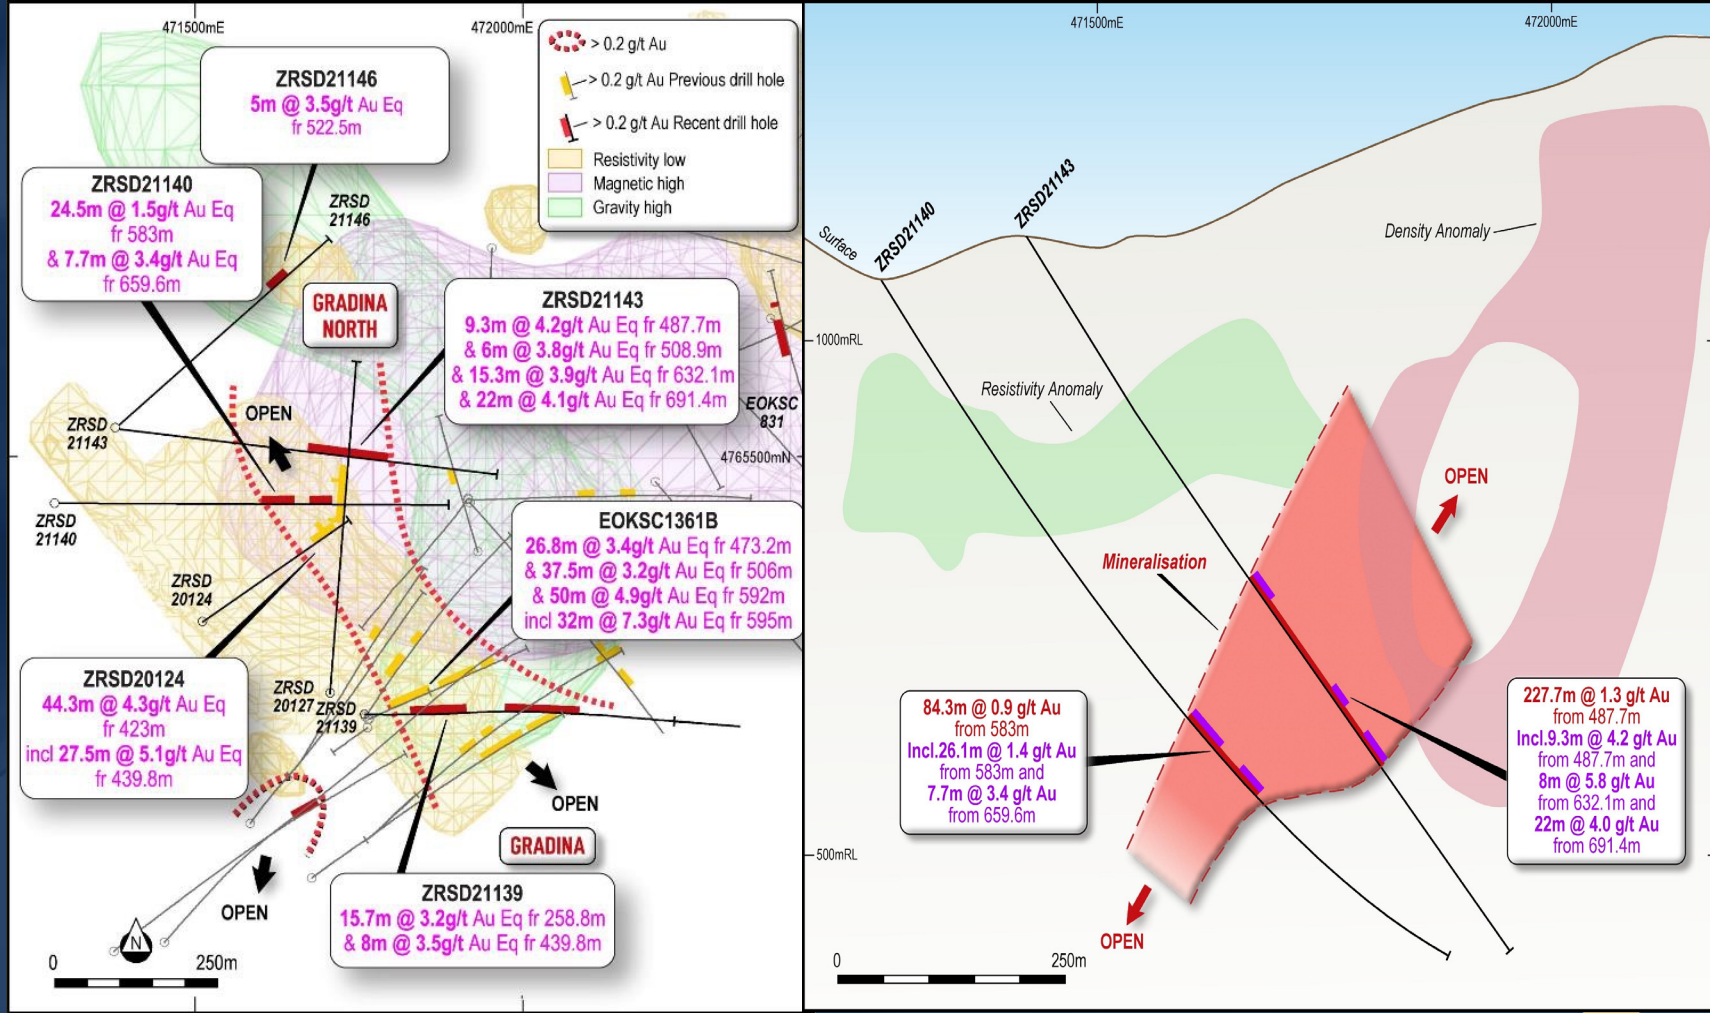 471500mE
472000mE
> 0.2 g/t Au
> 0.2 g/t Au Previous drill hole
> 0.2 g/t Au Recent drill hole
Resistivity low
Magnetic high
Gravity high
ZRSD21146
5m @ 3.5g/t Au Eq
fr 522.5m
ZRSD21140
24.5m @ 1.5g/t Au Eq
fr 583m
& 7.7m @ 3.4g/t Au Eq
fr 659.6m
ZRSD
21146
GRADINA
NORTH
ZRSD21143
9.3m @ 4.2g/t Au Eq fr 487.7m
& 6m @ 3.8g/t Au Eq fr 508.9m
& 15.3m @ 3.9g/t Au Eq fr 632.1m
& 22m @ 4.1g/t Au Eq fr 691.4m
OPEN
EOKSC
831
ZRSD
21143
4765500mN
ZRSD
21140
EOKSC1361B
26.8m @ 3.4g/t Au Eq fr 473.2m
& 37.5m @ 3.2g/t Au Eq fr 506m
& 50m @ 4.9g/t Au Eq fr 592m
incl 32m @ 7.3g/t Au Eq fr 595m
ZRSD
20124
ZRSD20124
44.3m @ 4.3g/t Au Eq
fr 423m
incl 27.5m @ 5.1g/t Au Eq
fr 439.8m
ZRSD
20127
ZRSD
21139
OPEN
GRADINA
OPEN
ZRSD21139
15.7m @ 3.2g/t Au Eq fr 258.8m
& 8m @ 3.5g/t Au Eq fr 439.8m
N
0
250m
471500mE
472000mE
Surface
ZRSD21140
ZRSD21143
Density Anomaly
1000mRL
Resistivity Anomaly
OPEN
Mineralisation
84.3m @ 0.9 g/t Au
from 583m
Incl.26.1m @ 1.4 g/t Au
from 583m and
7.7m @ 3.4 g/t Au
from 659.6m
227.7m @ 1.3 g/t Au
from 487.7m
Incl.9.3m @ 4.2 g/t Au
from 487.7m and
8m @ 5.8 g/t Au
from 632.1m and
22m @ 4.0 g/t Au
from 691.4m
500mRL
OPEN
0
250m